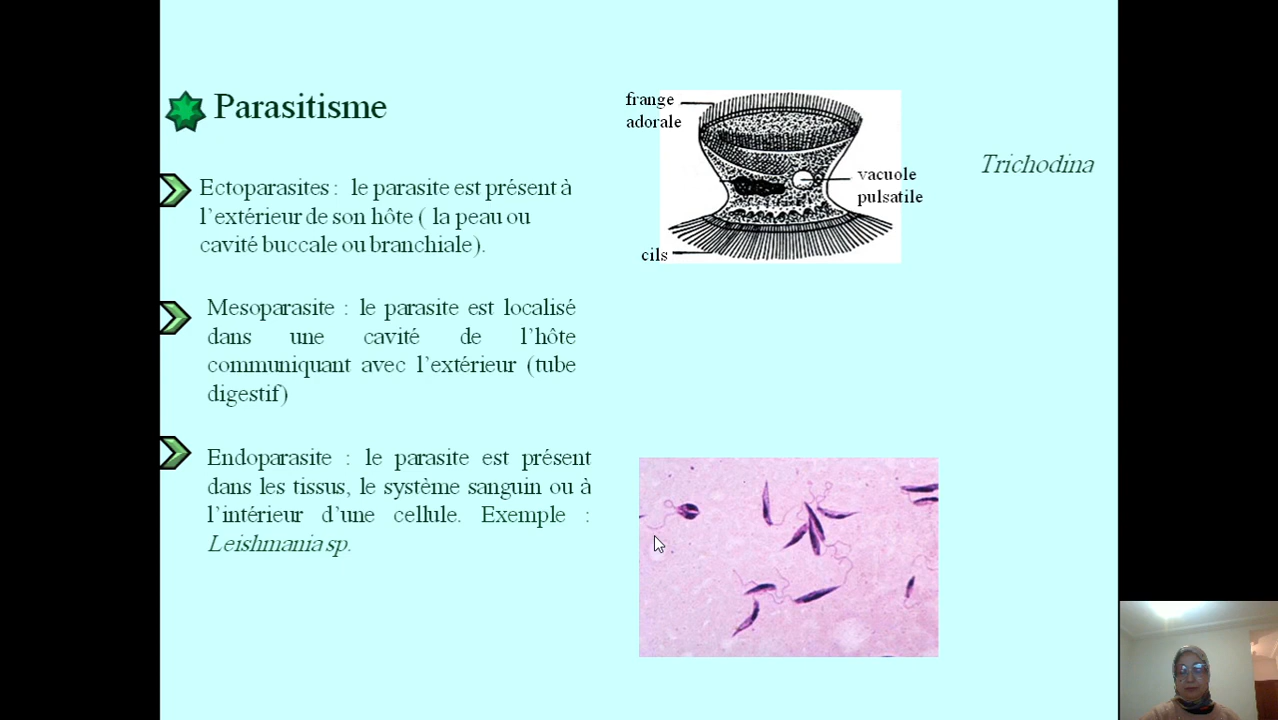 Parasitisme
Ectoparasites : le parasite est présent à
l’extérieur de son hôte ( la peau ou
cavité buccale ou branchiale).
Mesoparasite : le parasite est localisé
dans une cavité de l’hôte
communiquant avec l’extérieur (tube
digestif)
Endoparasite : le parasite est présent
dans les tissus, le système sanguin ou à
l’intérieur d’une cellule. Exemple :
Leishmania sp.
frange
adorale
vacuole
pulsatile
cils
Trichodina